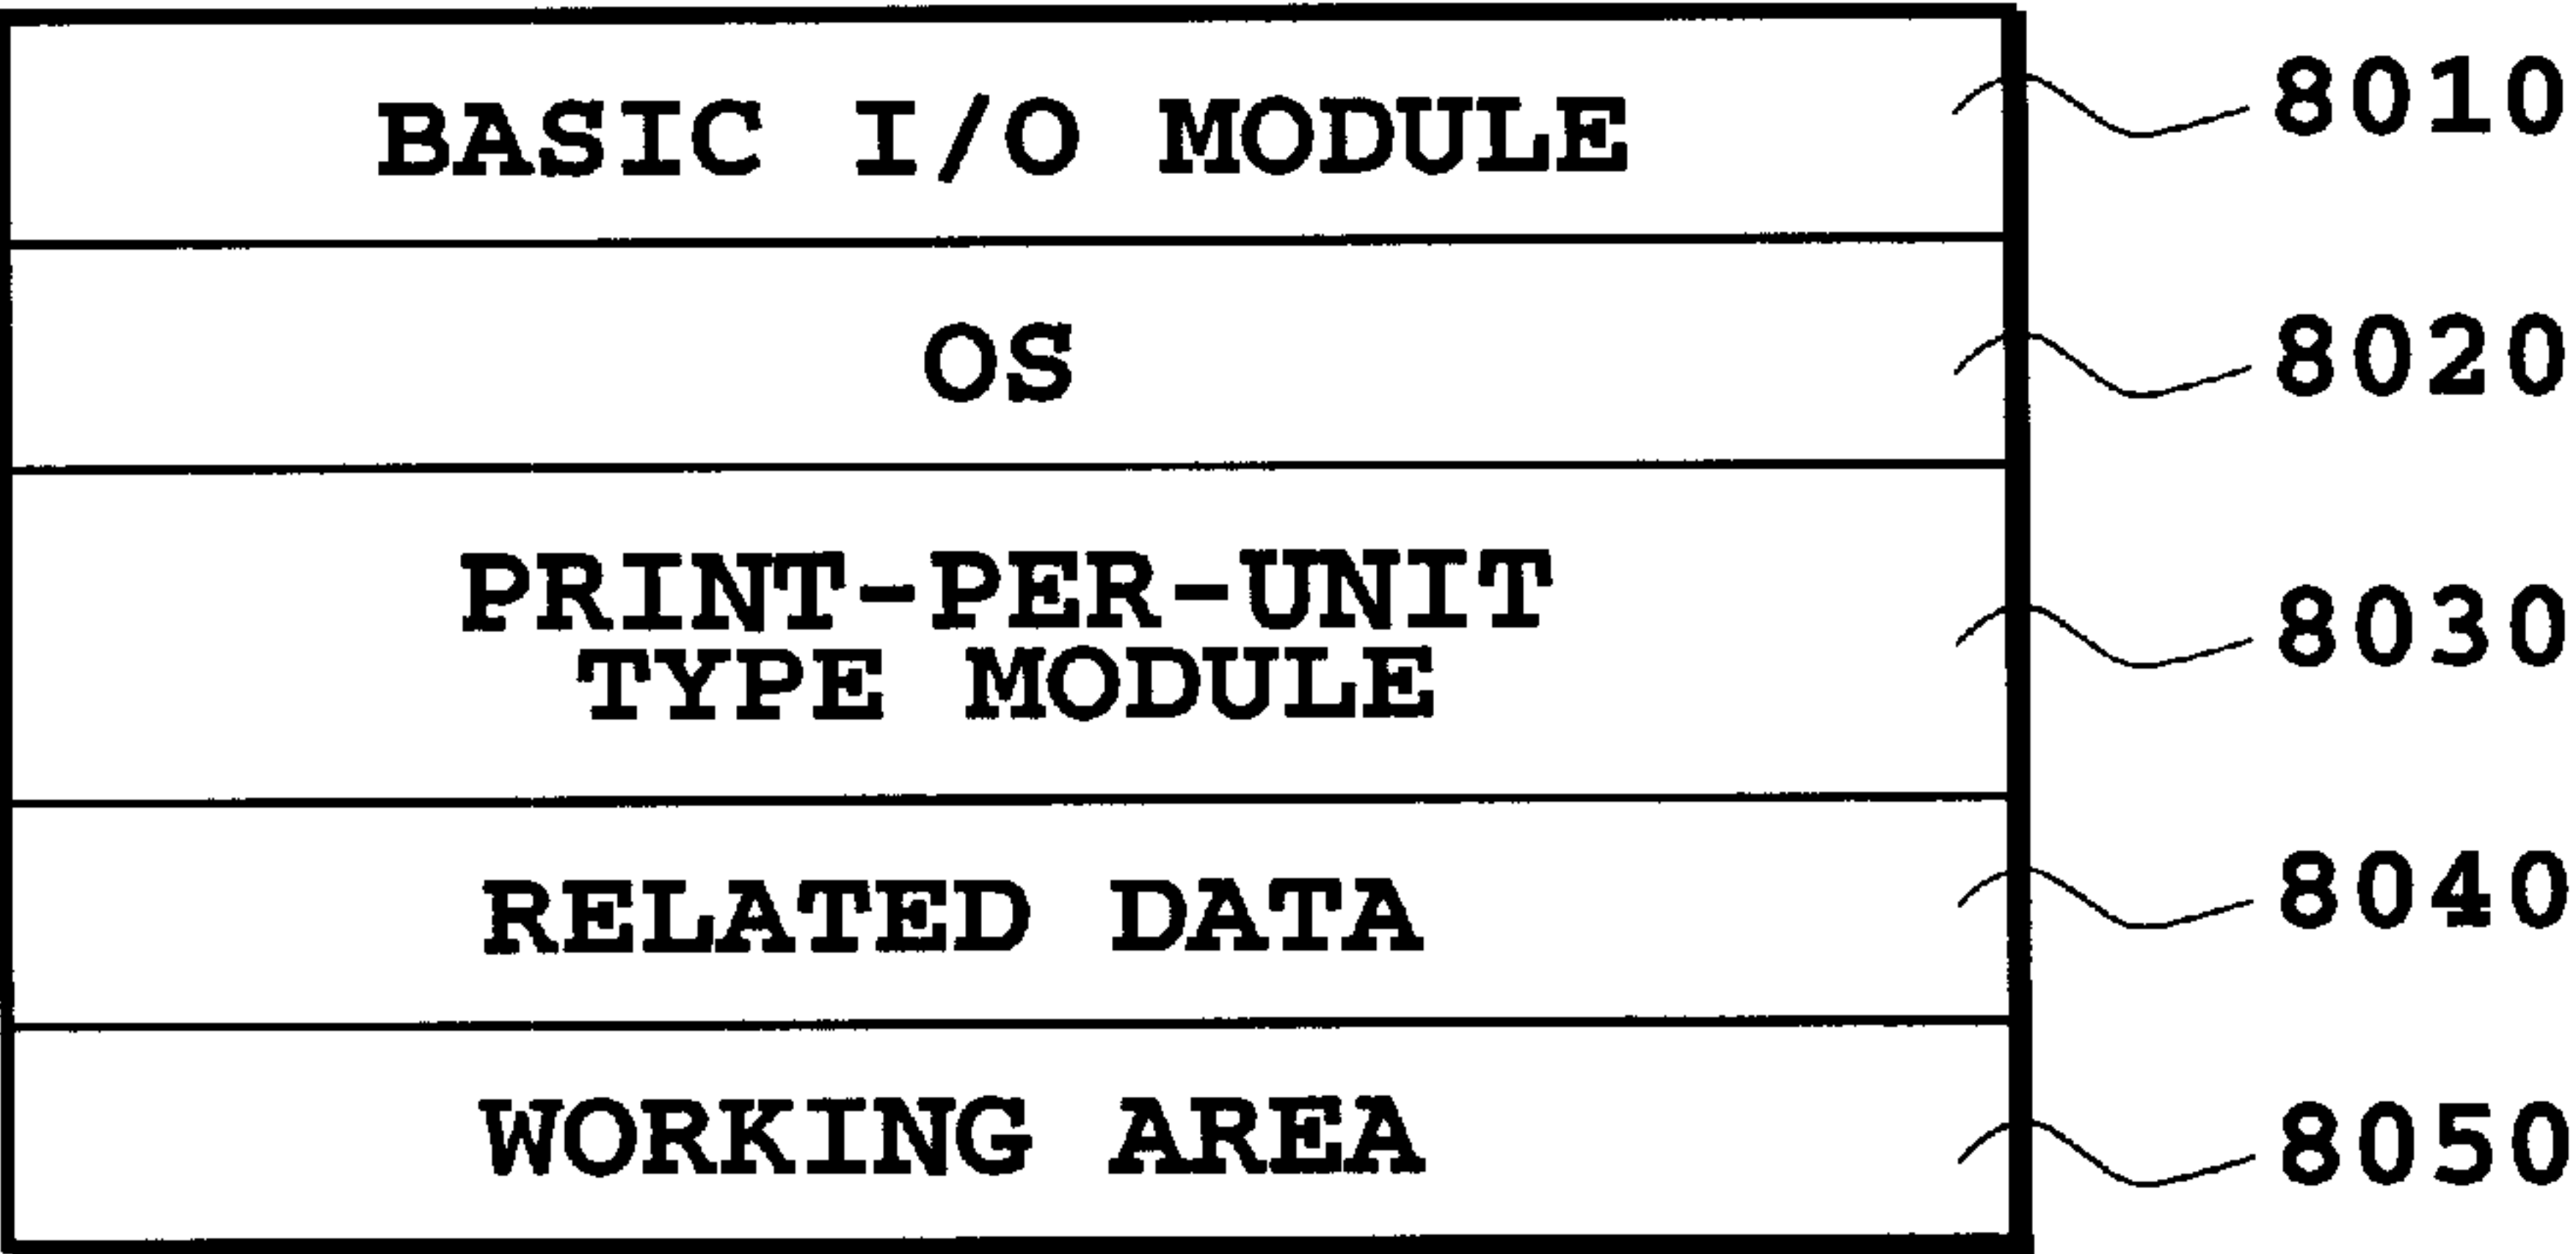 BASIC I/O MODULE 8010
OS 8020
PRINT-PER-UNIT
TYPE MODULE 8030
RELATED DATA 8040
WORKING AREA 8050